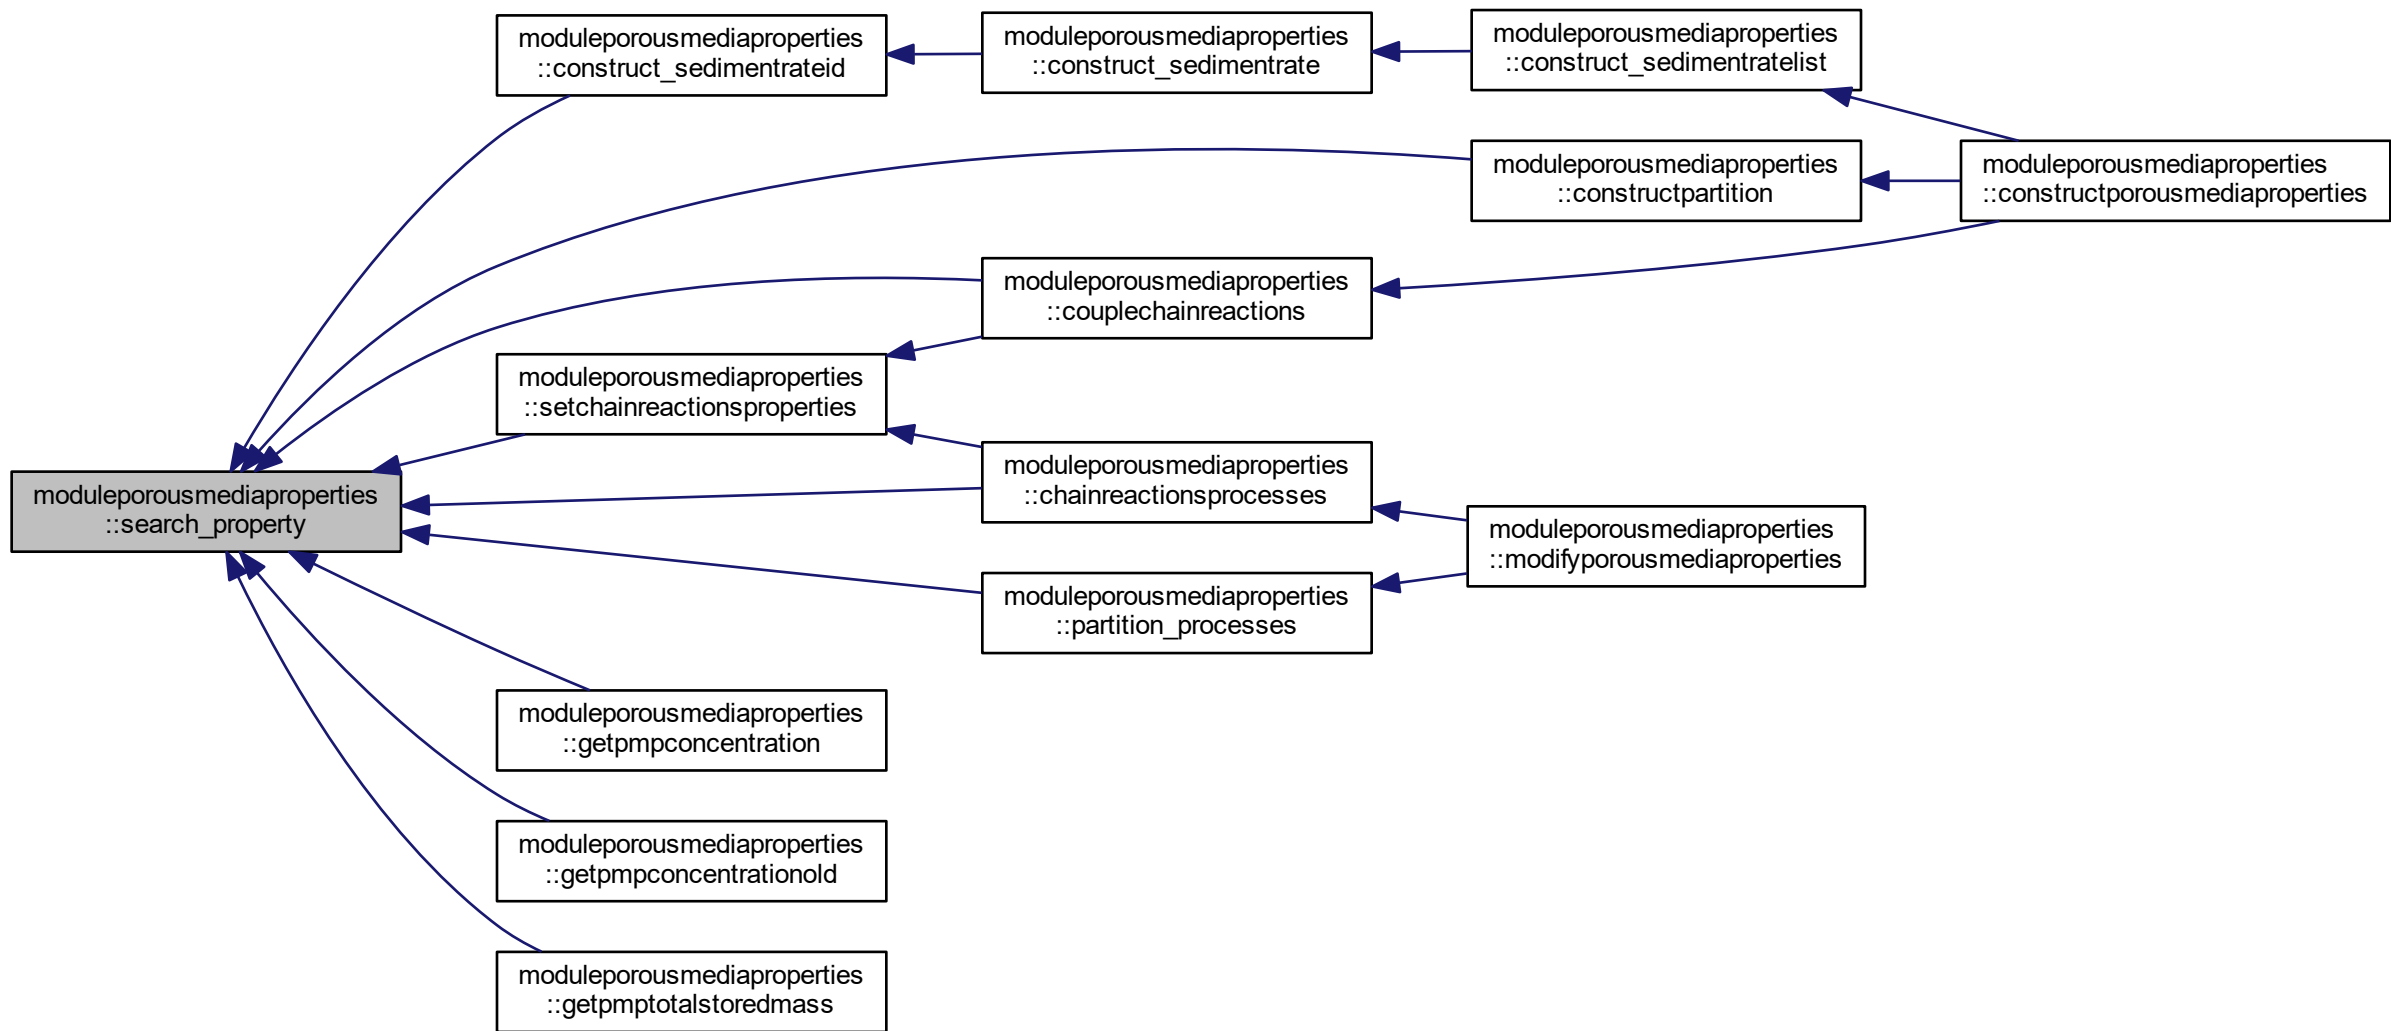 moduleporousmediaproperties
::construct_sedimentrateid
moduleporousmediaproperties
::construct_sedimentrate
moduleporousmediaproperties
::construct_sedimentratelist
moduleporousmediaproperties
::constructpartition
moduleporousmediaproperties
::constructporousmediaproperties
moduleporousmediaproperties
::couplechainreactions
moduleporousmediaproperties
::setchainreactionsproperties
moduleporousmediaproperties
::search_property
moduleporousmediaproperties
::chainreactionsprocesses
moduleporousmediaproperties
::modifyporousmediaproperties
moduleporousmediaproperties
::partition_processes
moduleporousmediaproperties
::getpmpconcentration
moduleporousmediaproperties
::getpmpconcentrationold
moduleporousmediaproperties
::getpmptotalstoredmass